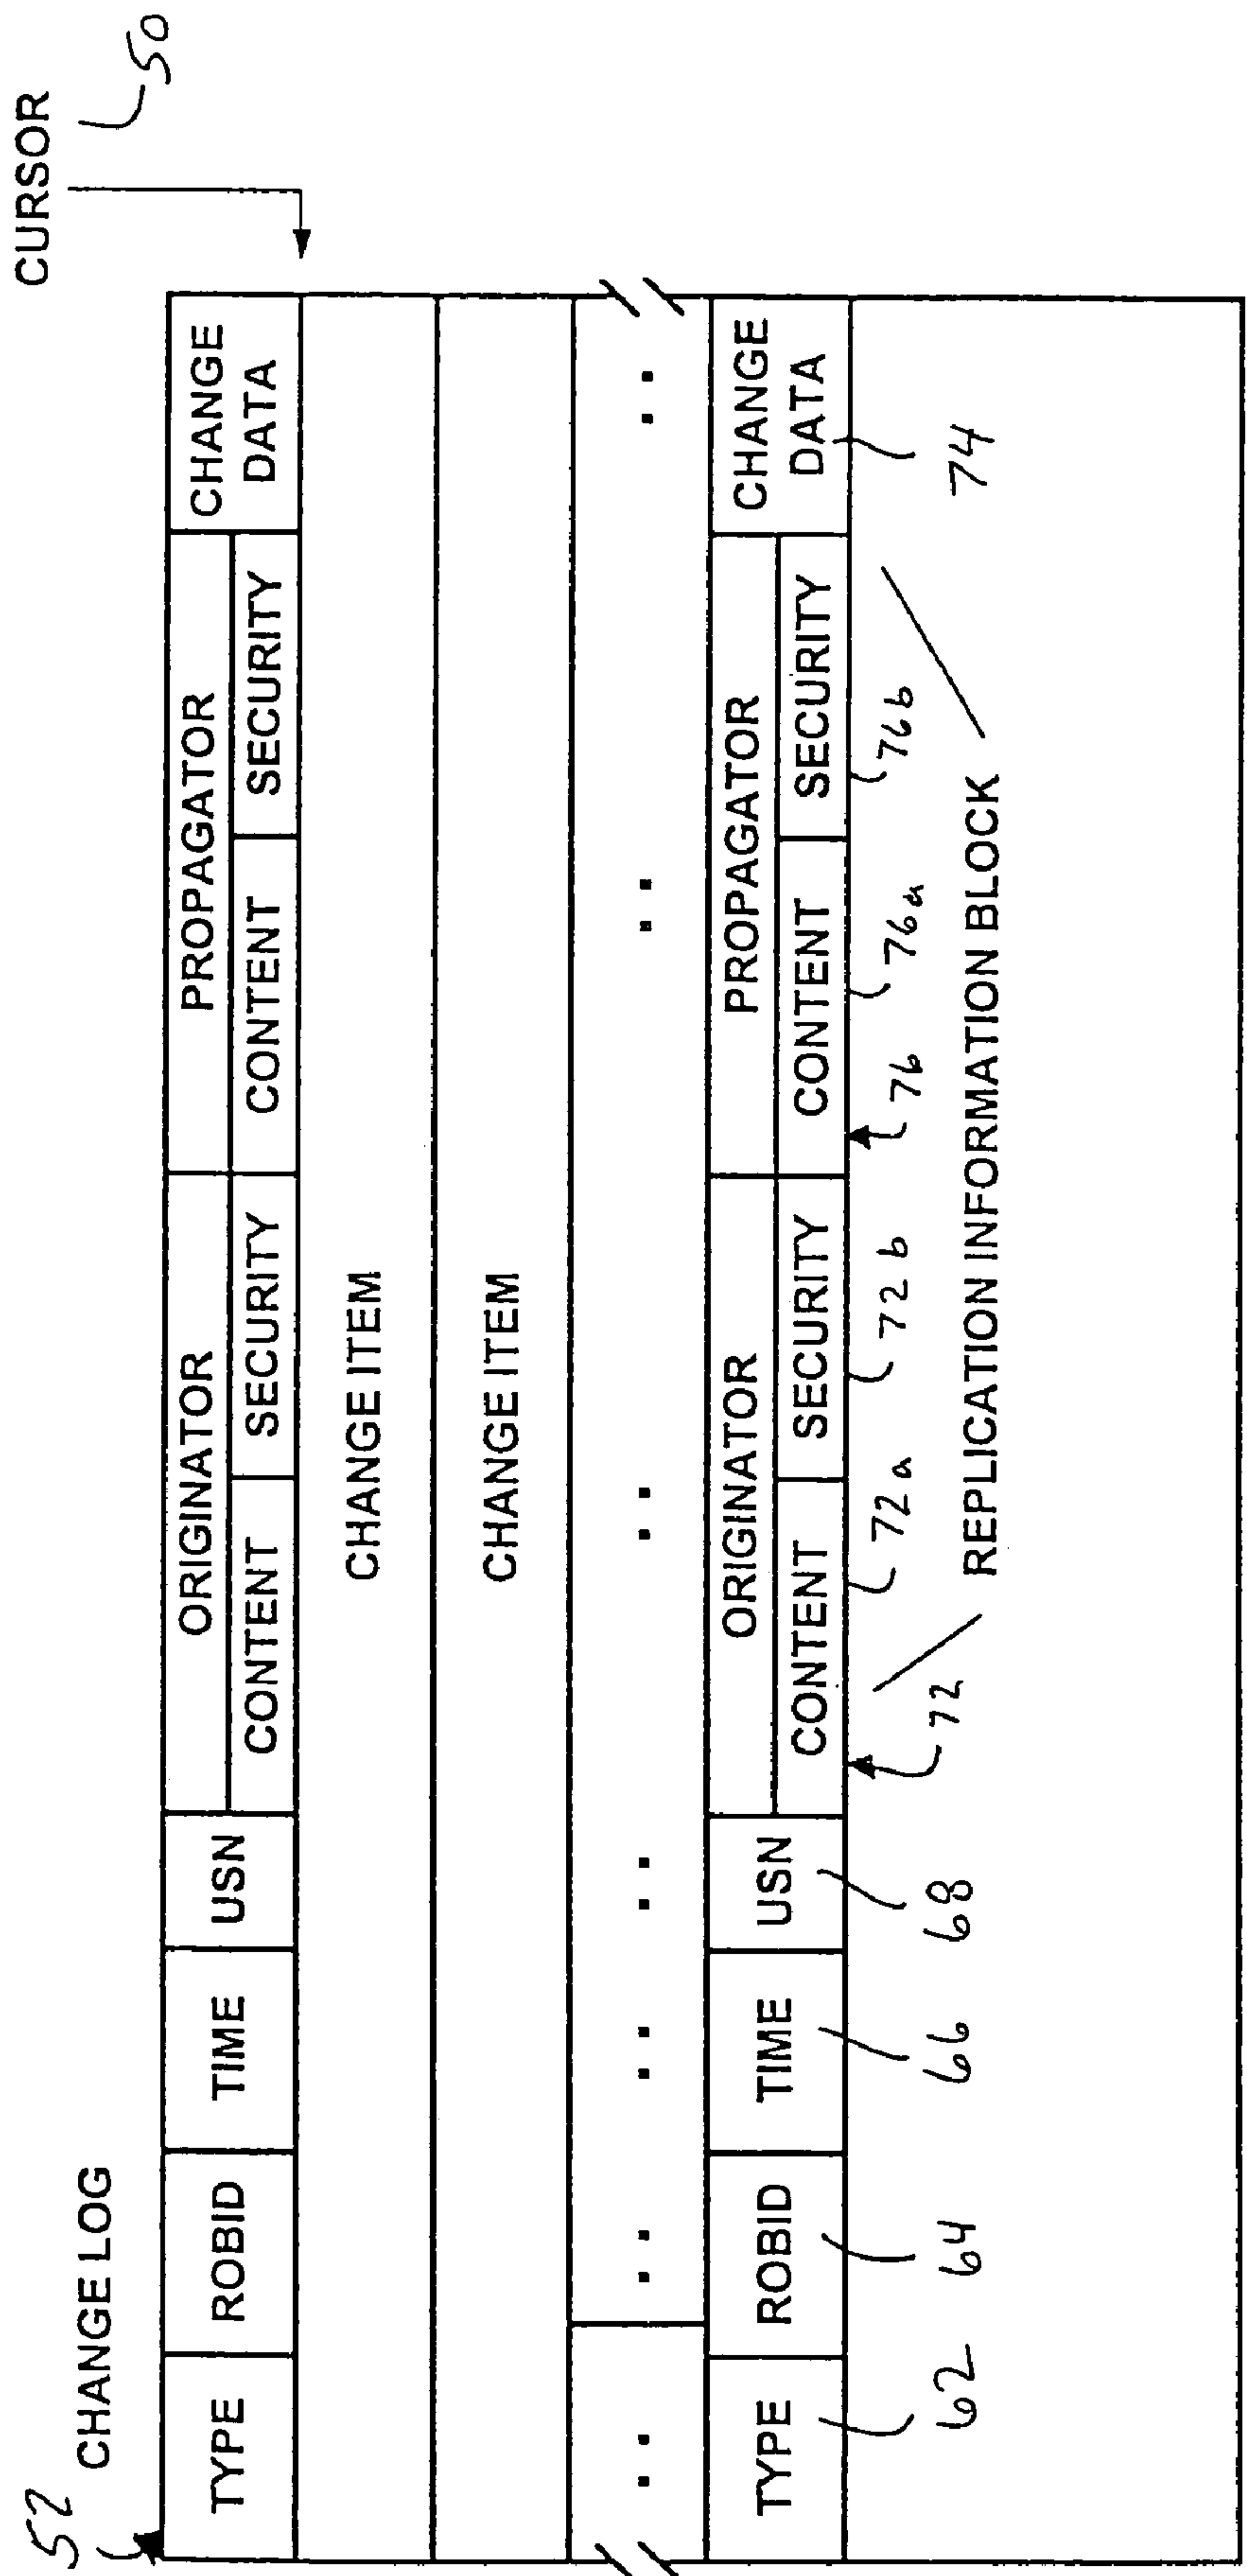 CURSOR
50
52
CHANGE LOG
TYPE ROBID TIME USN ORIGINATOR PROPAGATOR CHANGE DATA
CONTENT SECURITY CONTENT SECURITY
CHANGE ITEM
CHANGE ITEM
TYPE ROBID TIME USN ORIGINATOR PROPAGATOR CHANGE DATA
CONTENT SECURITY CONTENT SECURITY
62 64 66 68 72 72a 72b 76 76a 76b 74
REPLICATION INFORMATION BLOCK